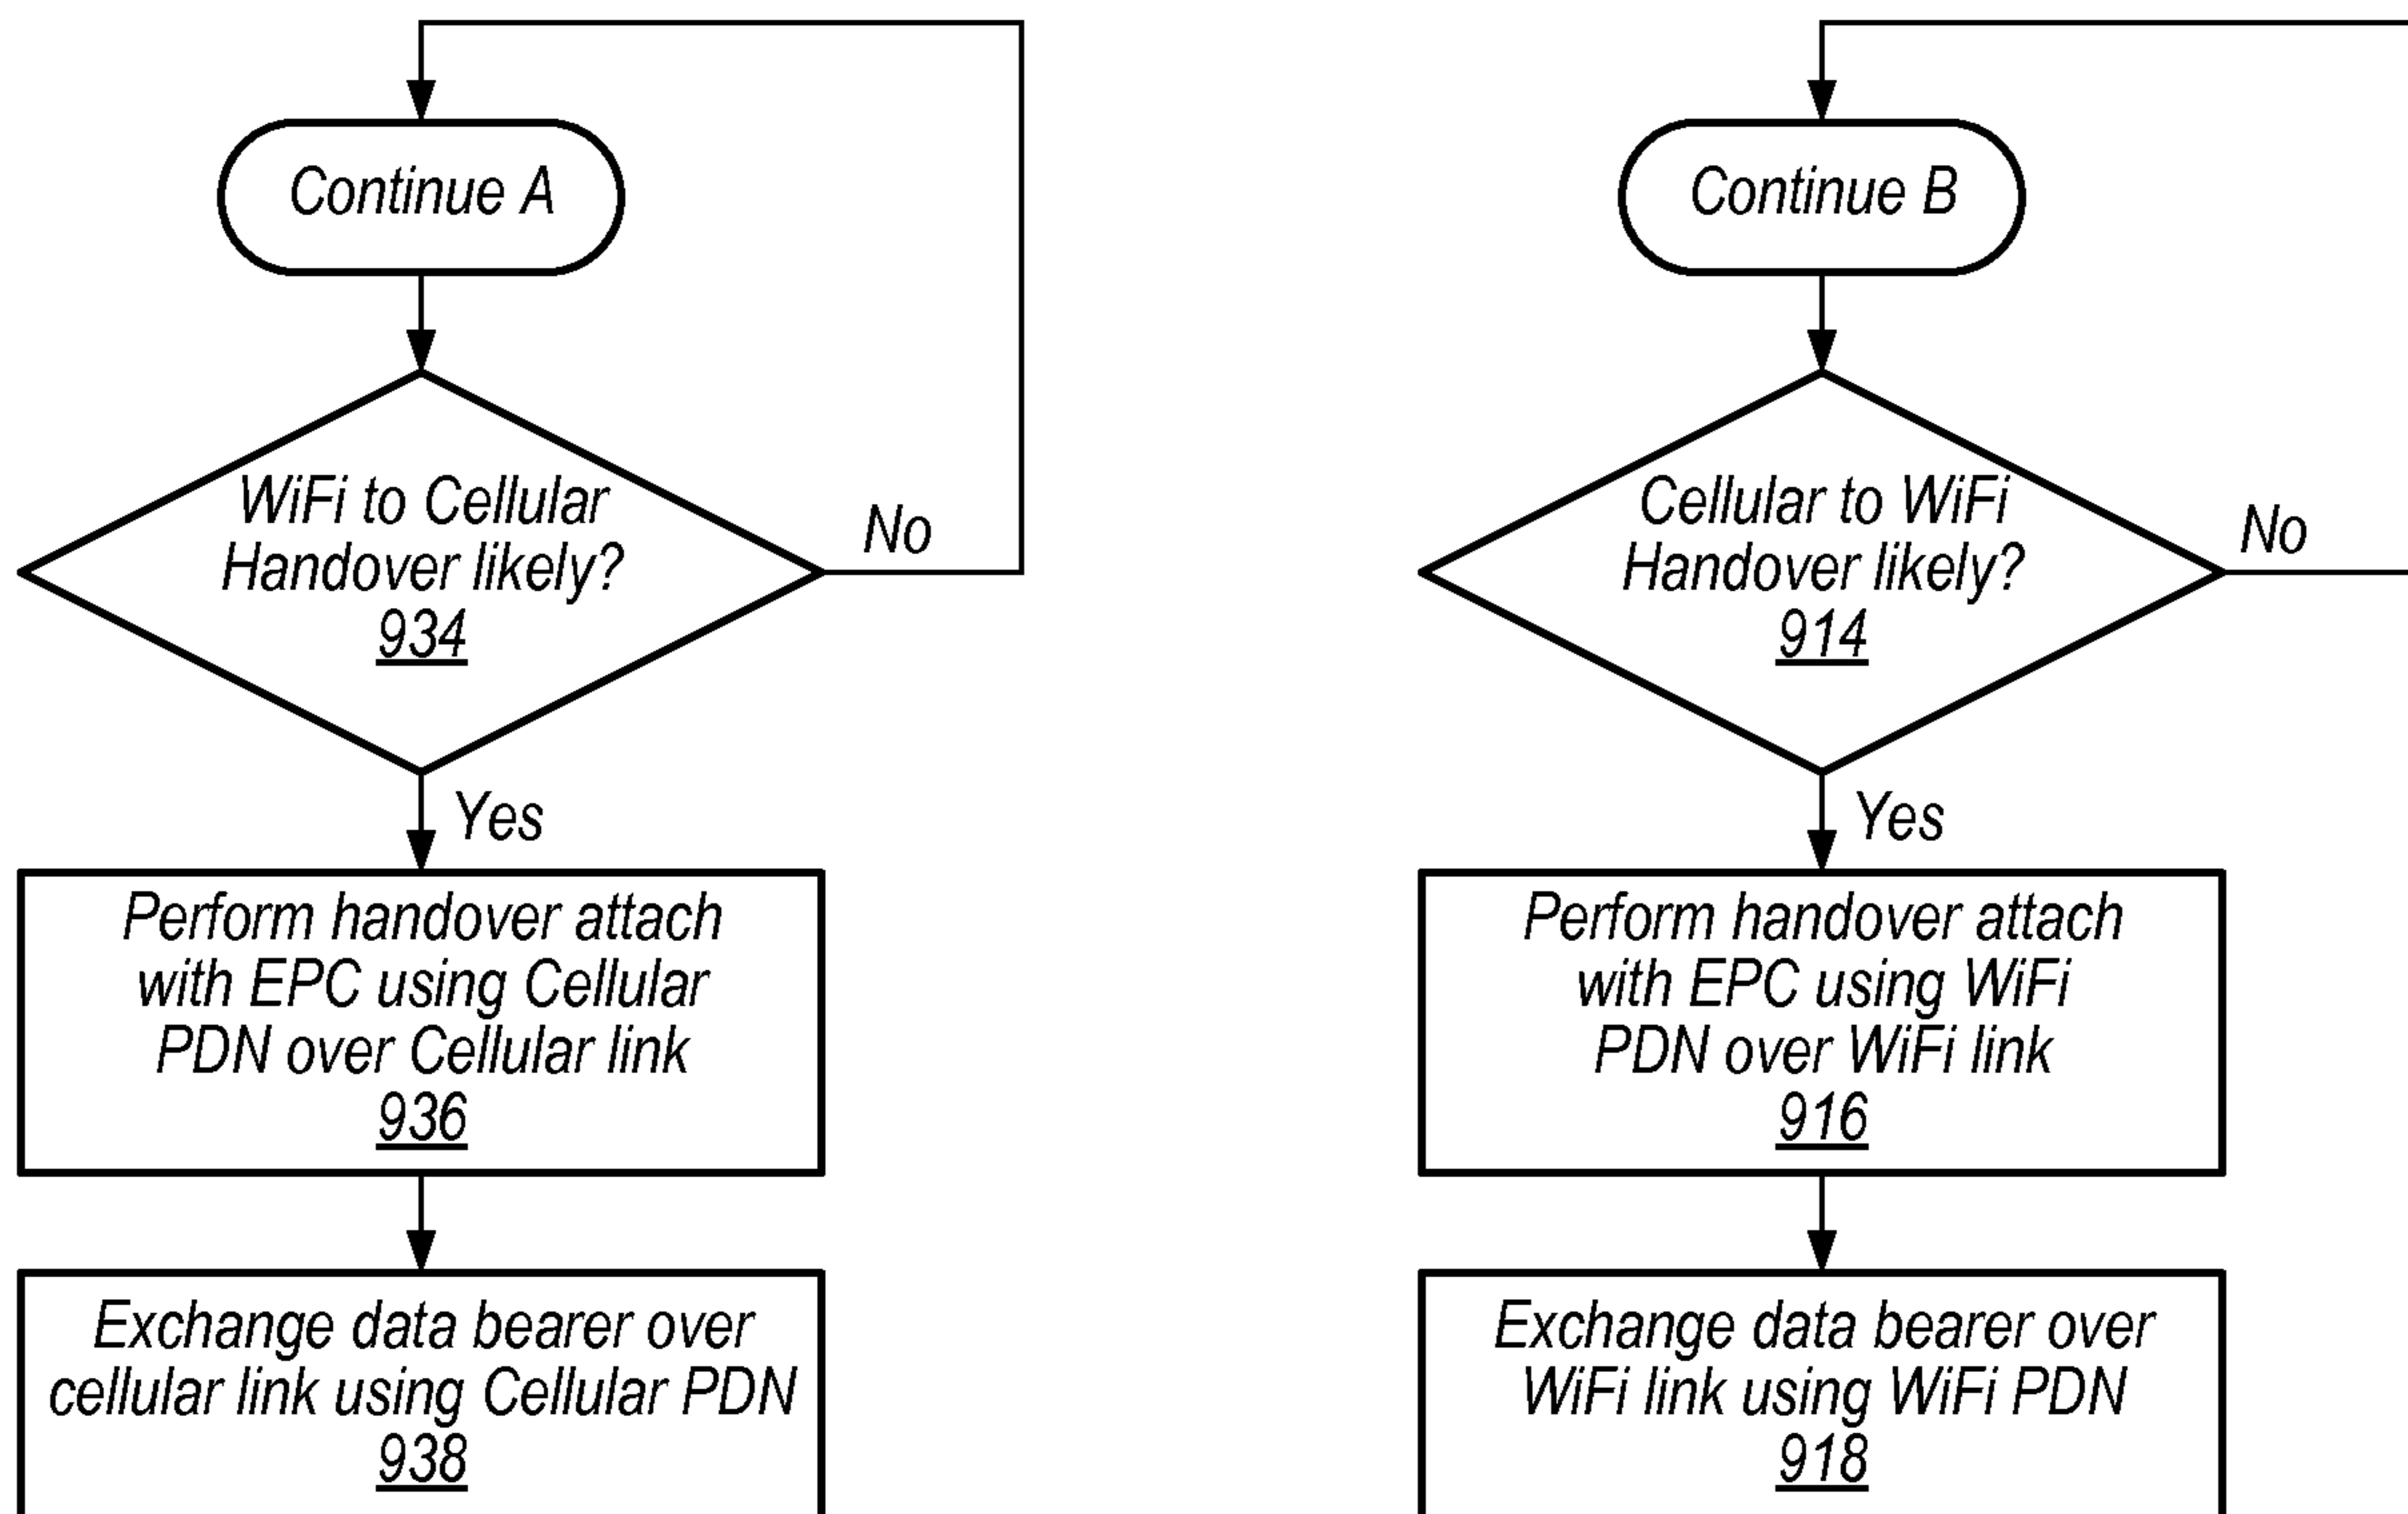 Continue A
WiFi to Cellular
Handover likely?
934
No
Yes
Perform handover attach
with EPC using Cellular
PDN over Cellular link
936
Exchange data bearer over
cellular link using Cellular PDN
938
Continue B
Cellular to WiFi
Handover likely?
914
No
Yes
Perform handover attach
with EPC using WiFi
PDN over WiFi link
916
Exchange data bearer over
WiFi link using WiFi PDN
918